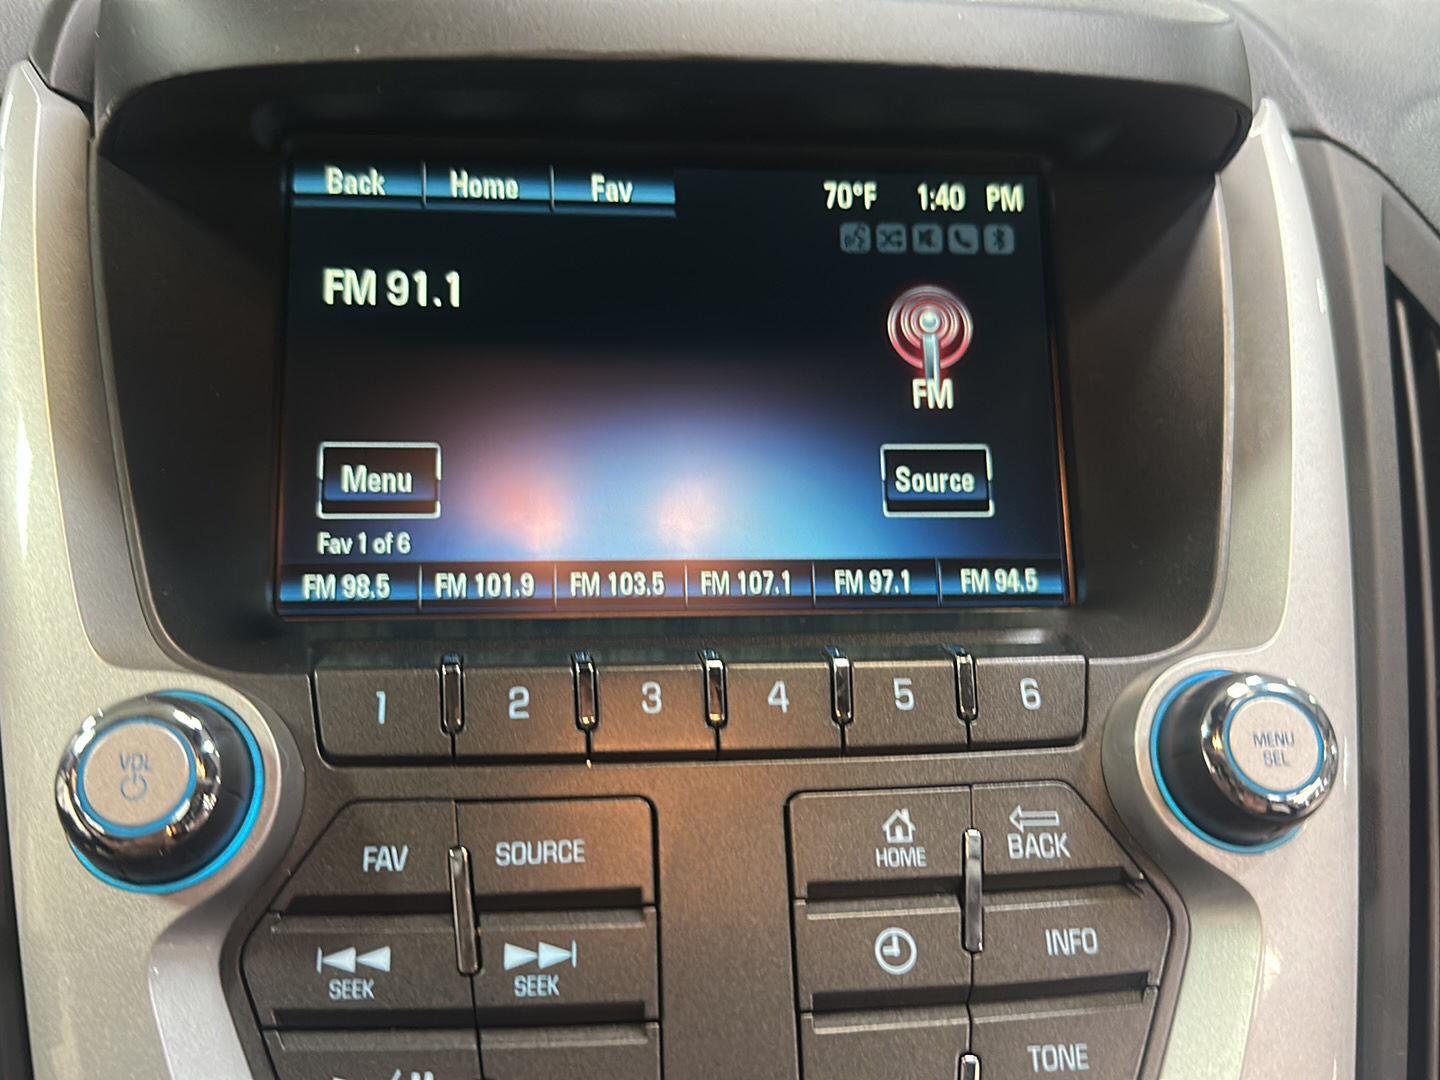 Back Home Fav 70°F 1:40 PM
FM 91.1
FM
Menu Source
Fav 1 of 6
FM 98.5 FM 101.9 FM 103.5 FM 107.1 FM 97.1 FM 94.5
1 2 3 4 5 6
VOL
MENU
SEL
FAV SOURCE
HOME BACK
SEEK SEEK
INFO
TONE